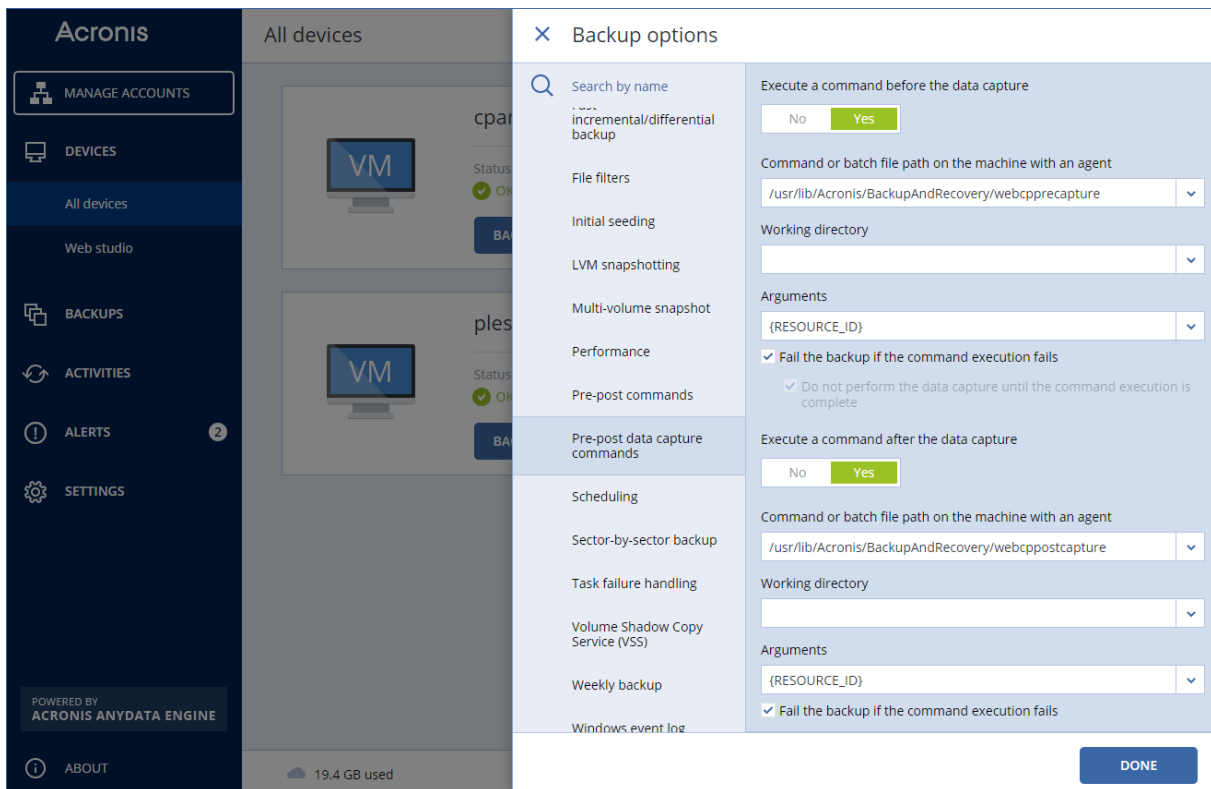 Acronis
MANAGE ACCOUNTS
DEVICES
All devices
Web studio
BACKUPS
ACTIVITIES
ALERTS
2
SETTINGS
POWERED BY
ACRONIS ANYDATA ENGINE
ABOUT
All devices
VM
Status
OK
VM
Status
OK
19.4 GB used
Backup options
Search by name
incremental/differential
backup
File filters
Initial seeding
LVM snapshotting
Multi-volume snapshot
Performance
Pre-post commands
Pre-post data capture
commands
Scheduling
Sector-by-sector backup
Task failure handling
Volume Shadow Copy
Service (VSS)
Weekly backup
Windows event log
Execute a command before the data capture
No Yes
Command or batch file path on the machine with an agent
/usr/lib/Acronis/BackupAndRecovery/webcpprecapture
Working directory
Arguments
{RESOURCE_ID}
Fail the backup if the command execution fails
Do not perform the data capture until the command execution is
complete
Execute a command after the data capture
No Yes
Command or batch file path on the machine with an agent
/usr/lib/Acronis/BackupAndRecovery/webcppostcapture
Working directory
Arguments
{RESOURCE_ID}
Fail the backup if the command execution fails
DONE